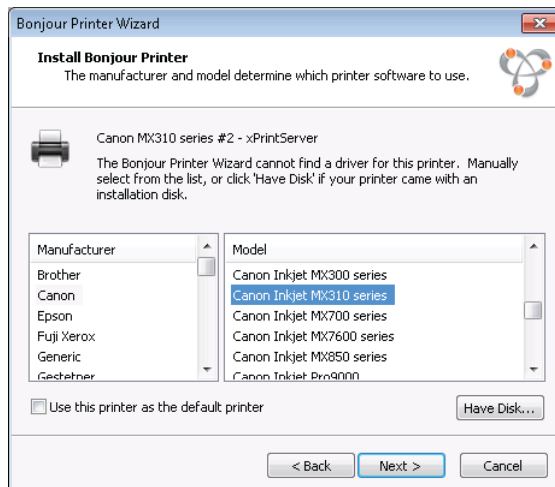 Bonjour Printer Wizard
Install Bonjour Printer
The manufacturer and model determine which printer software to use.
Canon MX310 series #2 - xPrintServer
The Bonjour Printer Wizard cannot find a driver for this printer. Manually
select from the list, or click 'Have Disk' if your printer came with an
installation disk.
Manufacturer
Brother
Canon
Epson
Fuji Xerox
Generic
Gestetner
Model
Canon Inkjet MX300 series
Canon Inkjet MX310 series
Canon Inkjet MX700 series
Canon Inkjet MX7600 series
Canon Inkjet MX850 series
Canon Inkjet Pro9000
Use this printer as the default printer
Have Disk...
< Back
Next >
Cancel